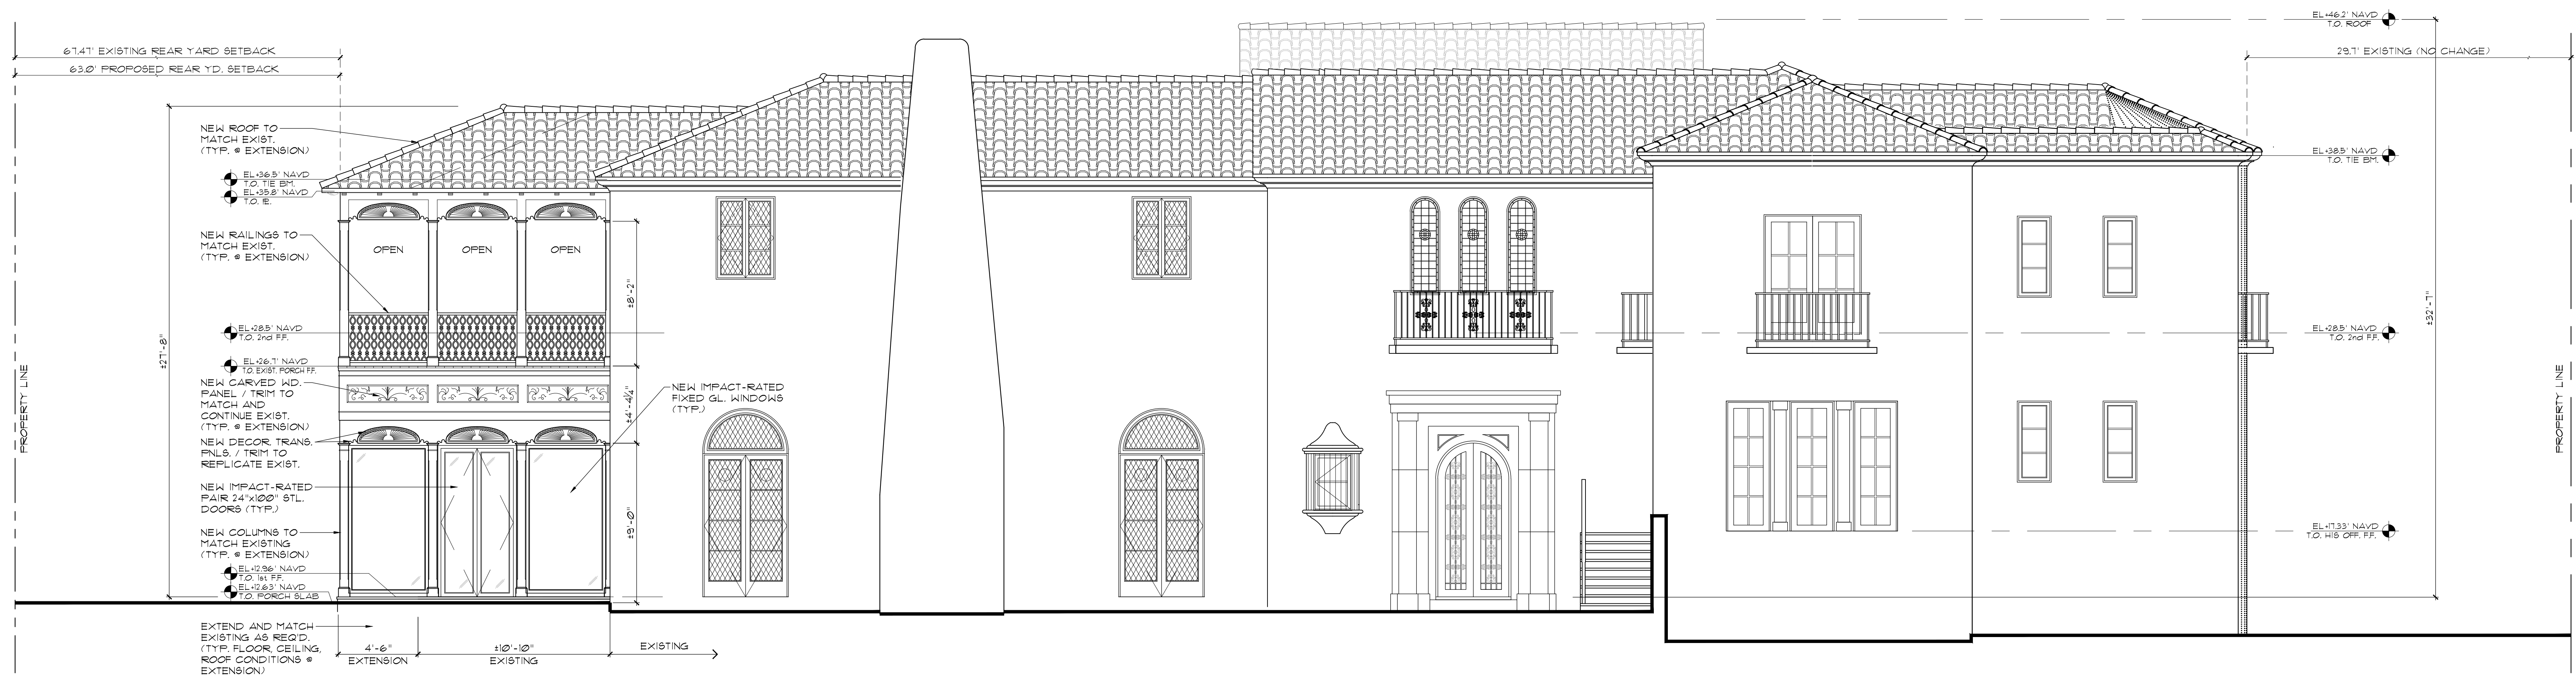 67.47' EXISTING REAR YARD SETBACK
63.0' PROPOSED REAR YD. SETBACK
EL+46.2' NAVD
T.O. ROOF
29.7' EXISTING (NO CHANGE)
NEW ROOF TO
MATCH EXIST.
(TYP. @ EXTENSION)
EL+36.5' NAVD
T.O. TIE BM.
EL+35.8' NAVD
T.O. PL
EL+38.5' NAVD
T.O. TIE BM.
NEW RAILINGS TO
MATCH EXIST.
(TYP. @ EXTENSION)
OPEN
OPEN
OPEN
±8'-2"
±27'-8"
±32'-7"
EL+28.5' NAVD
T.O. 2nd F.F.
EL+28.5' NAVD
T.O. 2nd F.F.
EL+26.7' NAVD
T.O. EXIST. PORCH F.F.
NEW CARVED WD.
PANEL / TRIM TO
MATCH AND
CONTINUE EXIST.
(TYP. @ EXTENSION)
±4'-4¼"
NEW IMPACT-RATED
FIXED GL. WINDOWS
(TYP.)
PROPERTY LINE
PROPERTY LINE
NEW DECOR. TRANS.
PNLS. / TRIM TO
REPLICATE EXIST.
NEW IMPACT-RATED
PAIR 24"x100" STL.
DOORS (TYP.)
±9'-0"
NEW COLUMNS TO
MATCH EXISTING
(TYP. @ EXTENSION)
EL+17.33' NAVD
T.O. HIS OFF. F.F.
EL+12.96' NAVD
T.O. 1st F.F.
EL+12.63' NAVD
T.O. PORCH SLAB
EXTEND AND MATCH
EXISTING AS REQ'D.
(TYP. FLOOR, CEILING,
ROOF CONDITIONS @
EXTENSION)
4'-6"
EXTENSION
±10'-10"
EXISTING
EXISTING